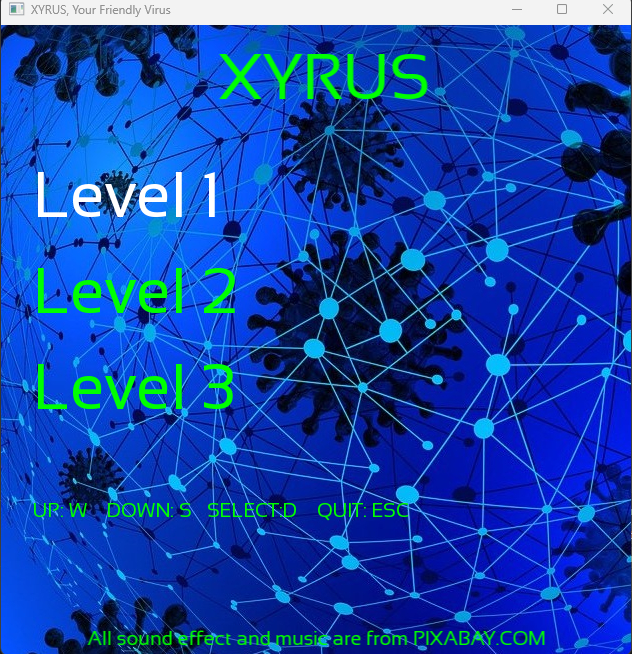 XYRUS, Your Friendly Virus
XYRUS
Level 1
Level 2
Level 3
UR: W DOWN: S SELECT:D QUIT: ESC
All sound effect and music are from PIXABAY.COM